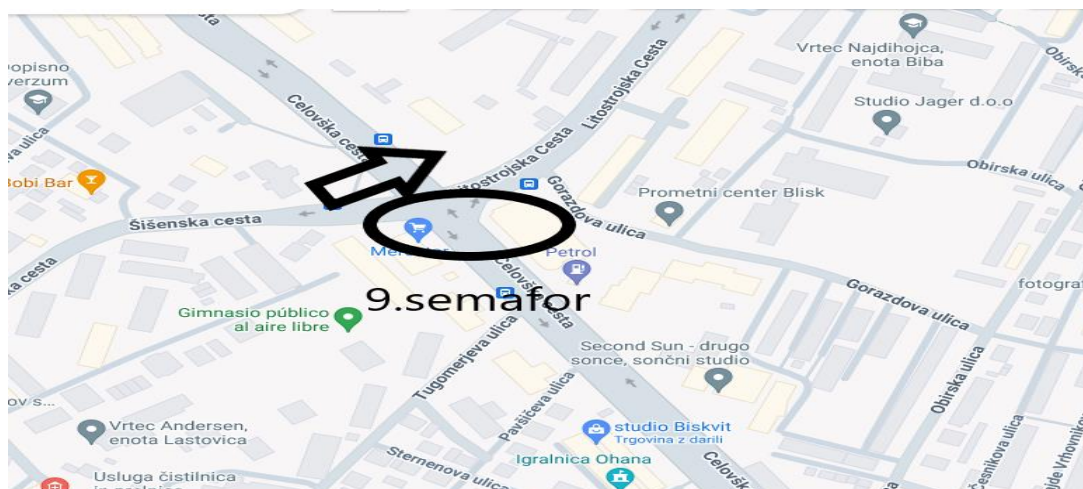 Vrtec Najdihojca,
enota Biba
Celovška cesta
Studio Jager d.o.o
Litostrojska Cesta
Obirska ulica
Bobi Bar
Gorazdova ulica
Prometni center Blisk
Šišenska cesta
Petrol
Celovška cesta
9.semafor
Gorazdova ulica
Gimnasio público
al aire libre
Second Sun - drugo
sonce, sončni studio
Tugomerjeva ulica
Obirska ulica
Pavšičeva ulica
Vrtec Andersen,
enota Lastovica
studio Biskvit
Trgovina z darili
Igralnica Ohana
Sternenova ulica
Usluga čistilnica